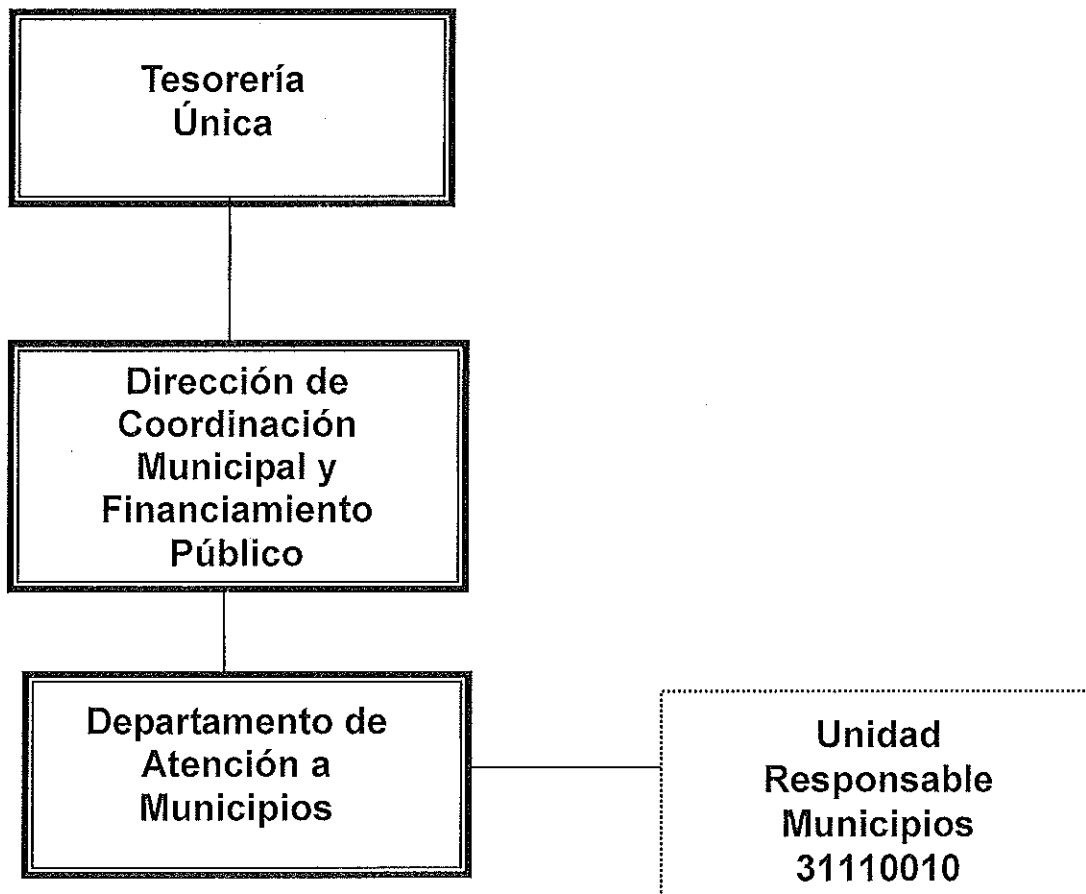 Tesorería
Única
Dirección de
Coordinación
Municipal y
Financiamiento
Público
Departamento de
Atención a
Municipios
Unidad
Responsable
Municipios
31110010